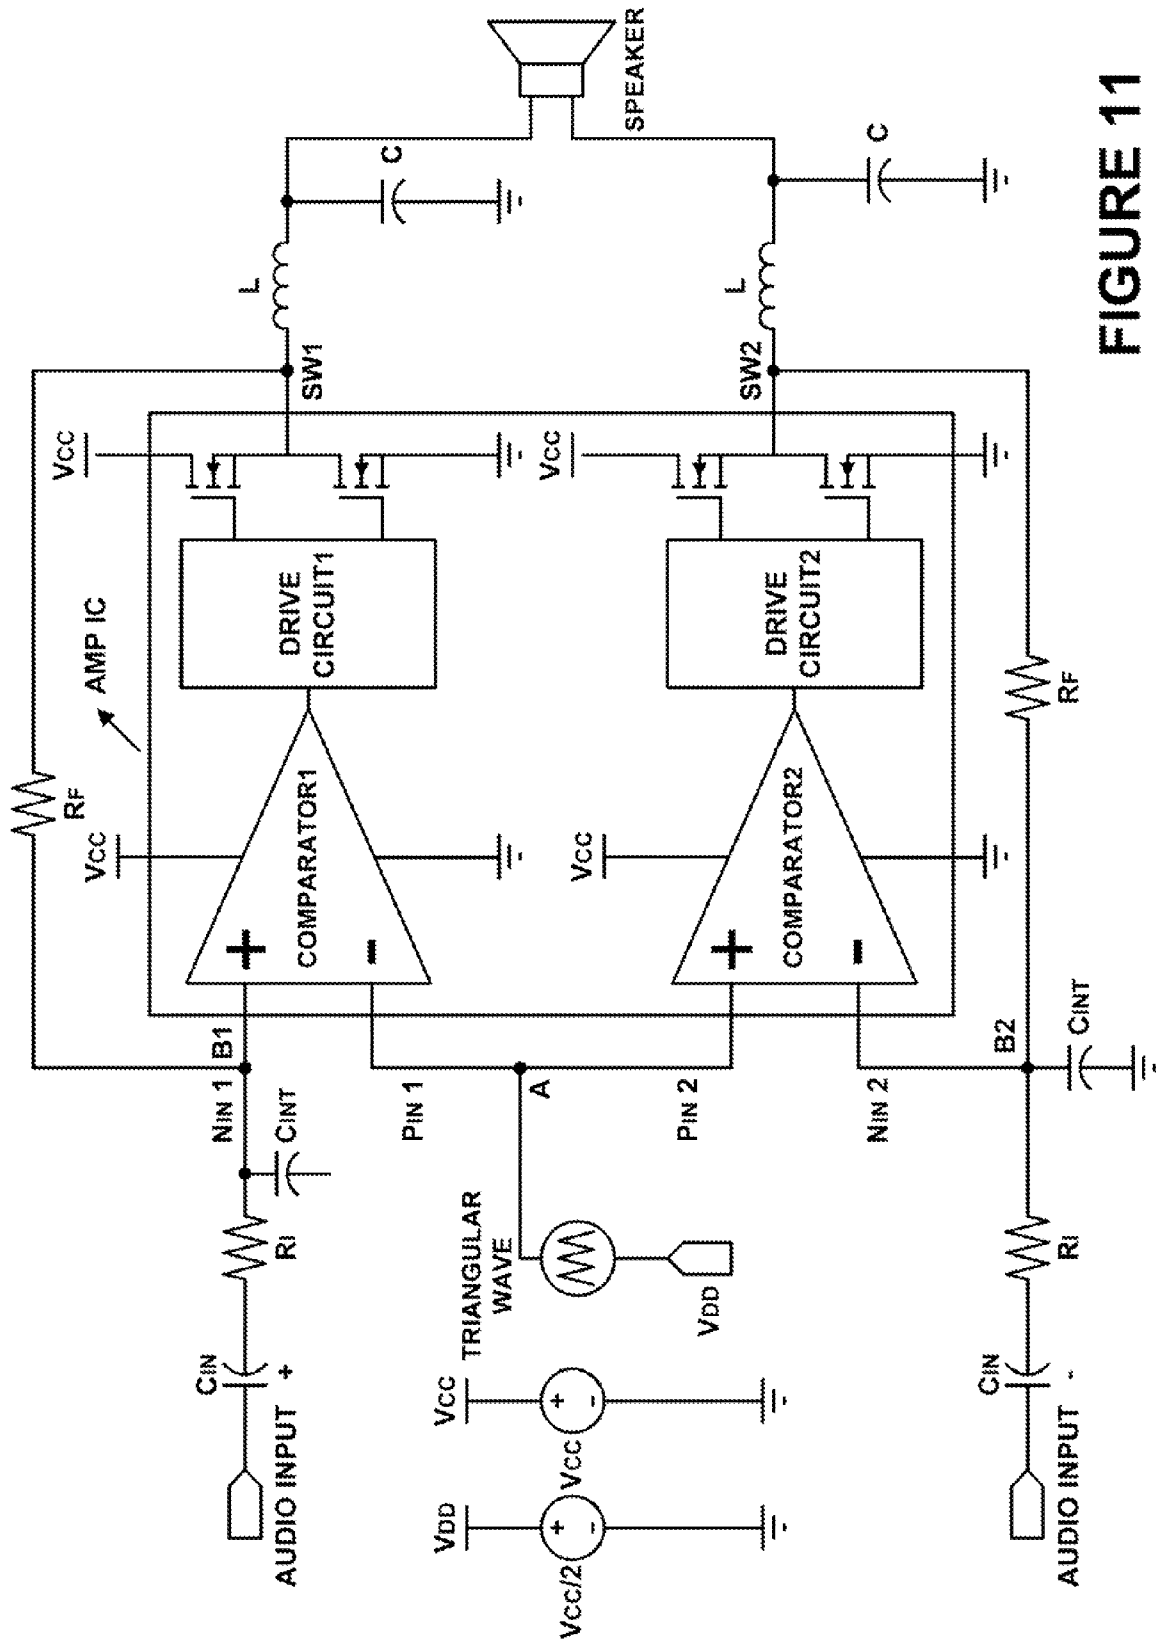 RF
VCC
AMP IC
VCC
NIN 1
B1
CINT
RI
CIN
AUDIO INPUT +
COMPARATOR1
+
-
DRIVE
CIRCUIT1
SW1
L
C
PIN 1
A
TRIANGULAR
WAVE
VDD
VCC
+
-
VCC
VDD
+
-
VCC/2
SPEAKER
PIN 2
VCC
VCC
COMPARATOR2
+
-
DRIVE
CIRCUIT2
SW2
L
C
NIN 2
B2
CINT
RF
RI
CIN
AUDIO INPUT -
FIGURE 11